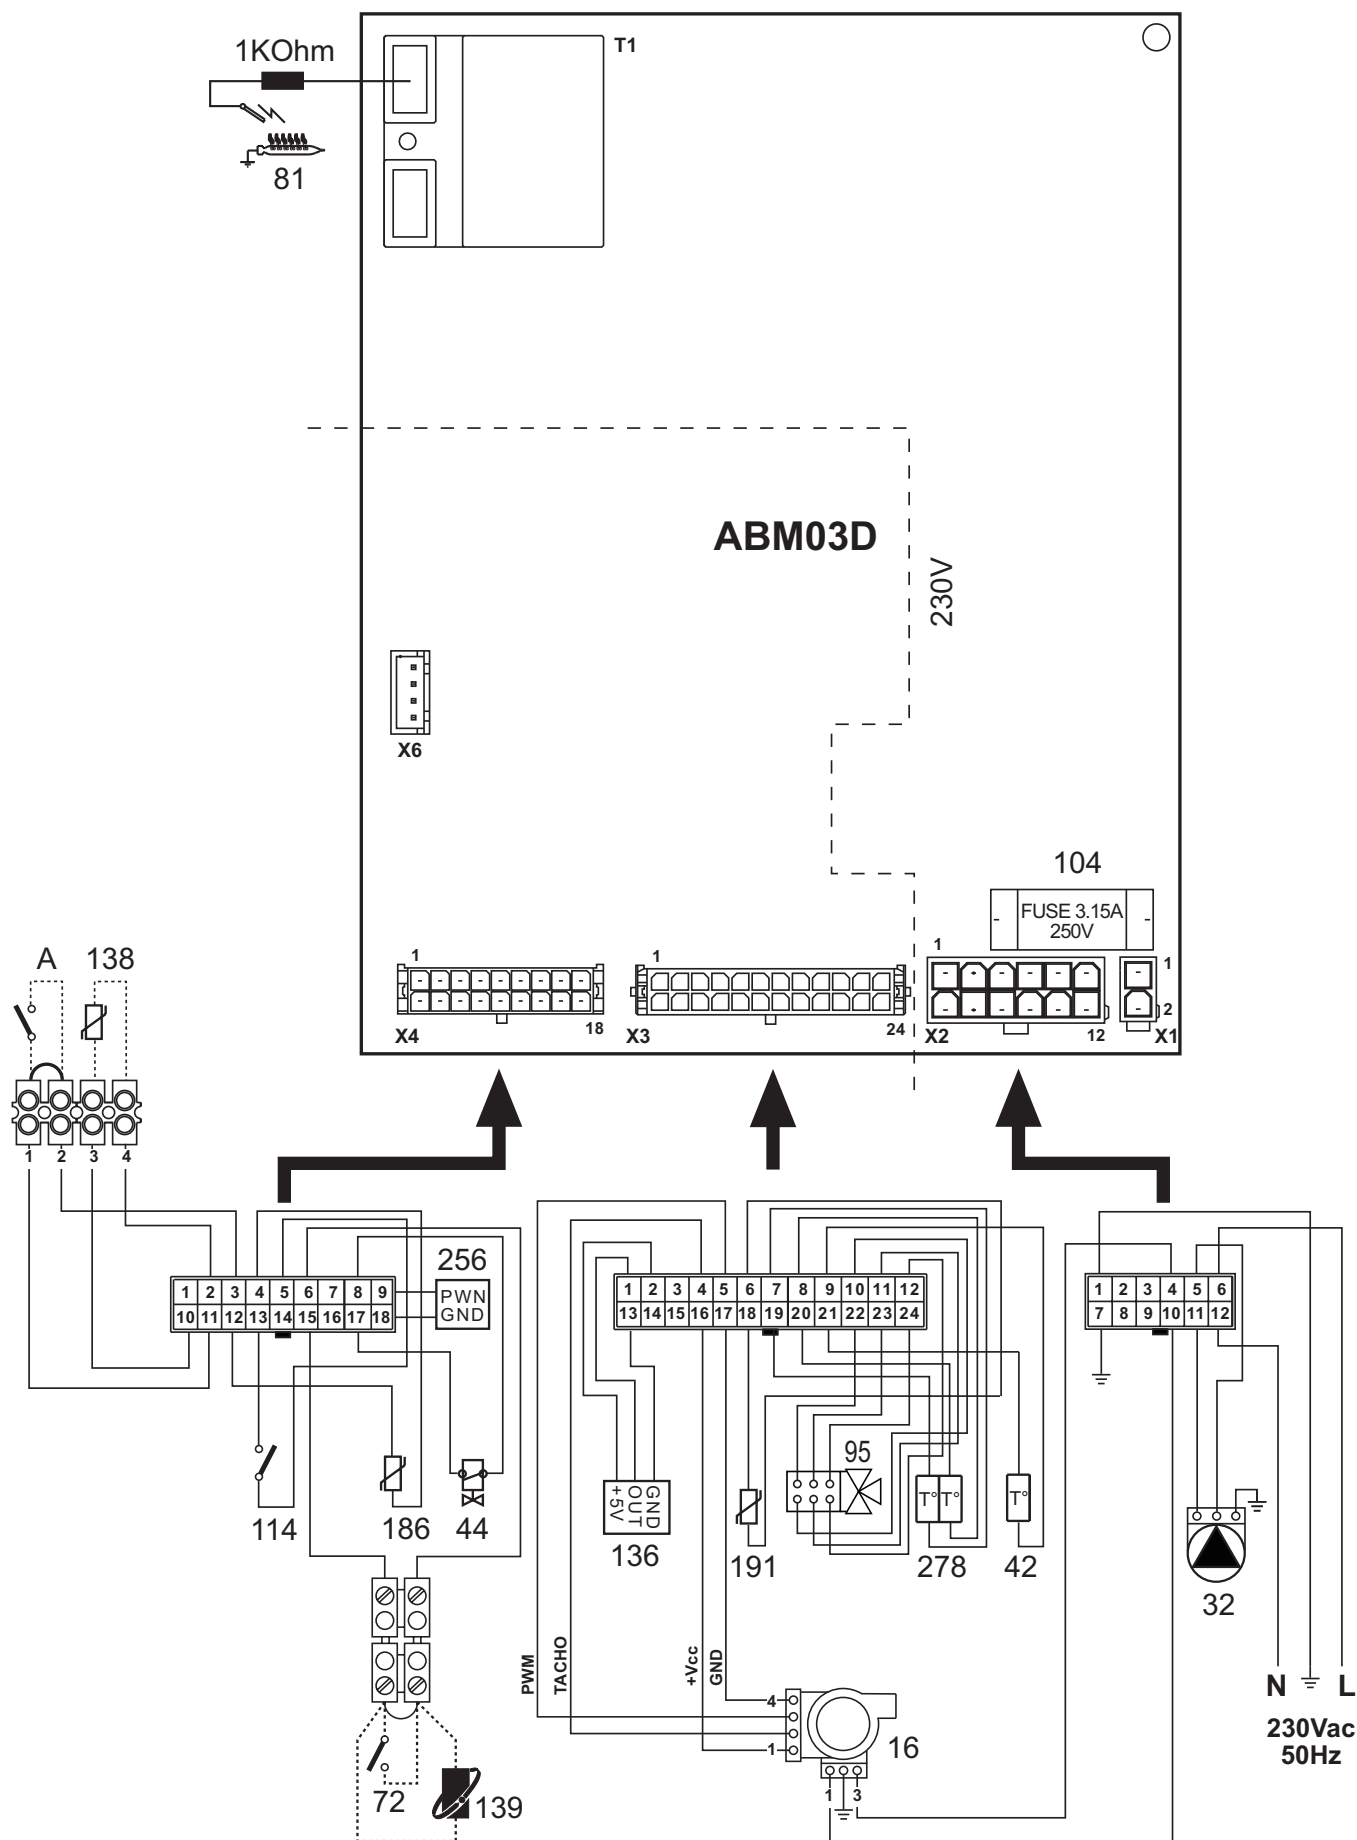 1KOhm
T1
81
ABM03D
230V
X6
104
FUSE 3.15A
250V
A 138
1 1 1 1
X4 18 X3 24 X2 12 2 X1
1 2 3 4
1 2 3 4 5 6 7 8 9
10 11 12 13 14 15 16 17 18
256
PWN
GND
1 2 3 4 5 6 7 8 9 10 11 12
13 14 15 16 17 18 19 20 21 22 23 24
1 2 3 4 5 6
7 8 9 10 11 12
114 186 44
+5V
OUT
GND
136
191
95
T° T°
278
T°
42
32
PWM
TACHO
+Vcc
GND
4
1
16
1 3
72 139
N L
230Vac
50Hz